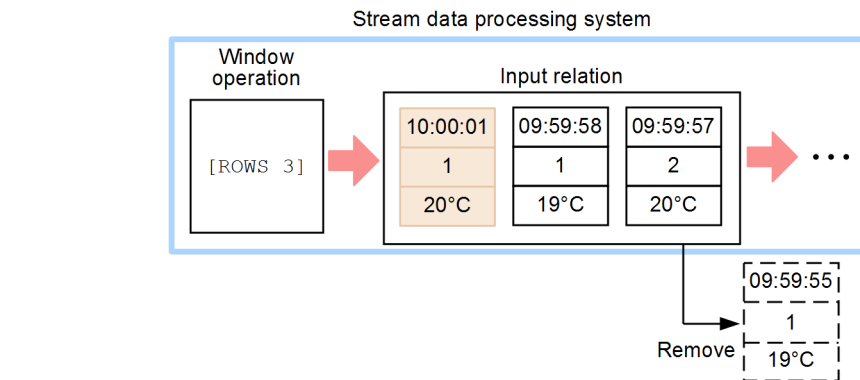 Stream data processing system
Window
operation
Input relation
[ROWS 3]
10:00:01
1
20°C
09:59:58
1
19°C
09:59:57
2
20°C
•••
Remove
09:59:55
1
19°C